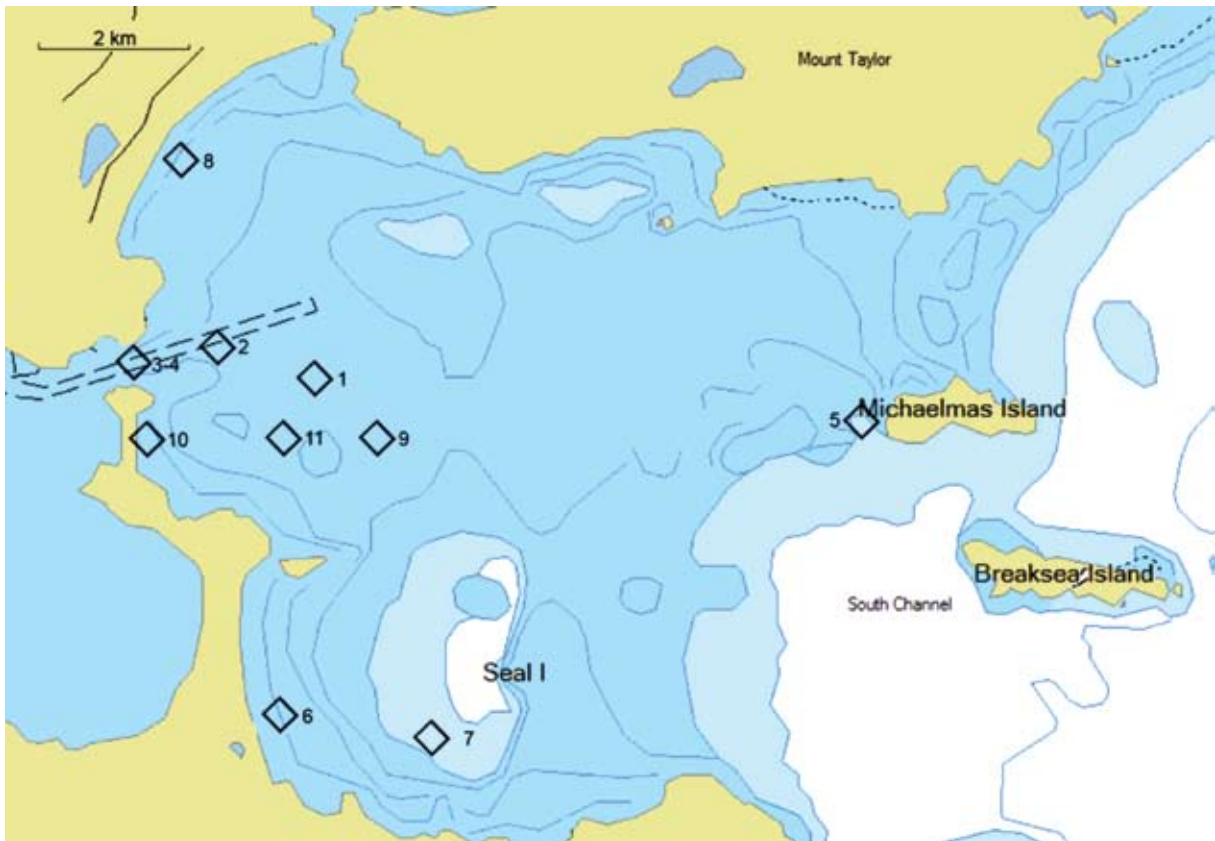 2 km
Mount Taylor
8
2
3-4
1
5
Michaelmas Island
10
11
9
Breaksea Island
South Channel
Seal I
6
7